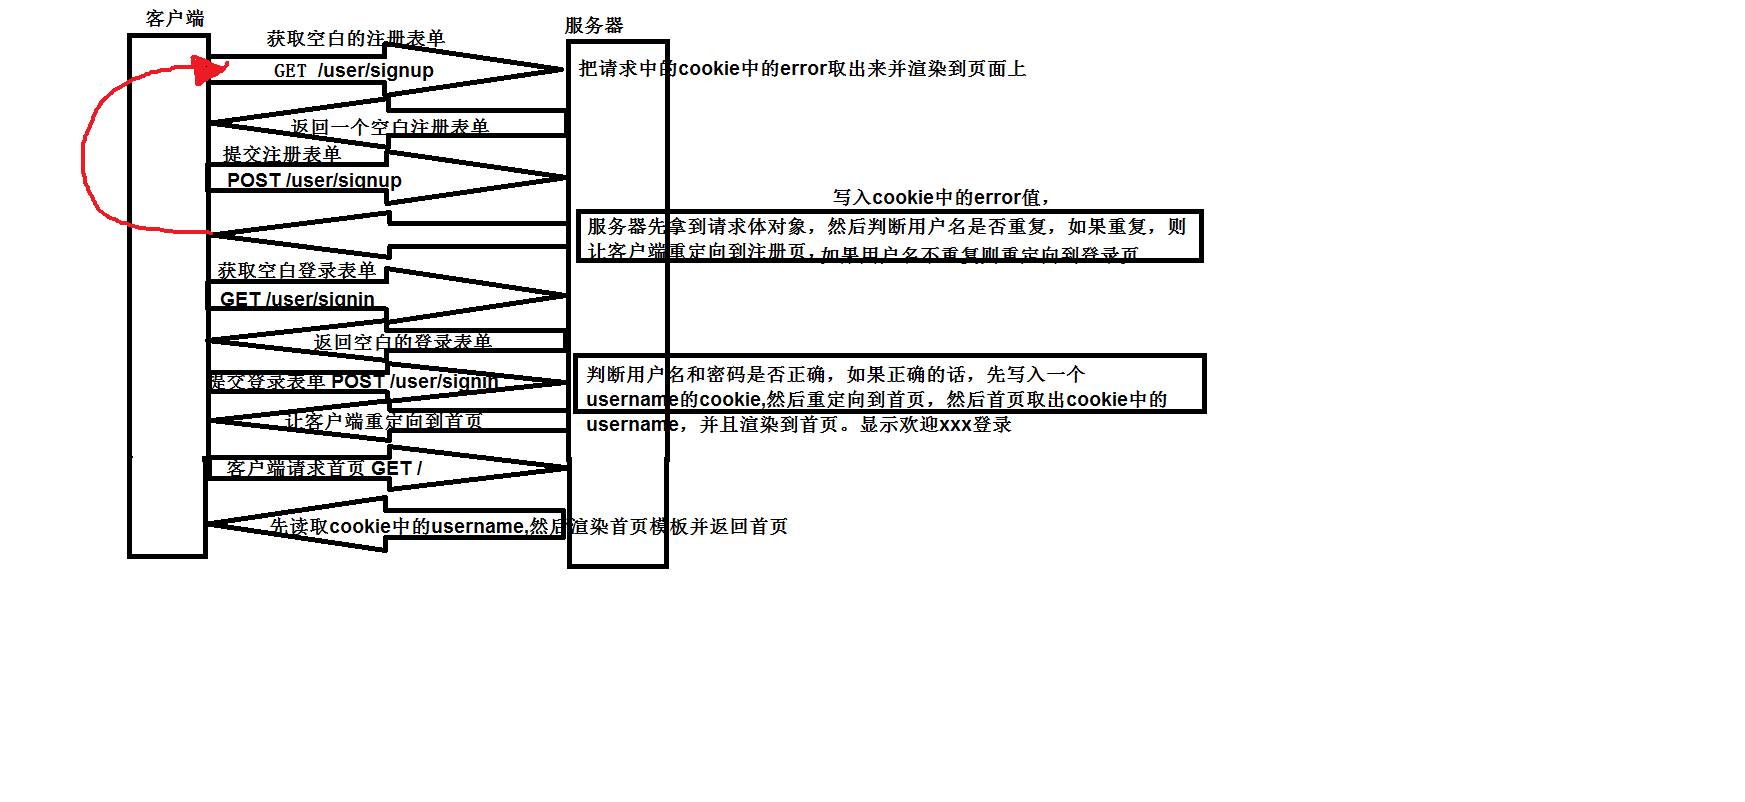 客户端
服务器
获取空白的注册表单
GET /user/signup
把请求中的cookie中的error取出来并渲染到页面上
返回一个空白注册表单
提交注册表单
POST /user/signup
写入cookie中的error值，
服务器先拿到请求体对象，然后判断用户名是否重复，如果重复，则
让客户端重定向到注册页，如果用户名不重复则重定向到登录页
获取空白登录表单
GET /user/signin
返回空白的登录表单
提交登录表单 POST /user/signin
判断用户名和密码是否正确，如果正确的话，先写入一个
username的cookie,然后重定向到首页，然后首页取出cookie中的
username，并且渲染到首页。显示欢迎xxx登录
让客户端重定向到首页
客户端请求首页 GET /
先读取cookie中的username,然后渲染首页模板并返回首页